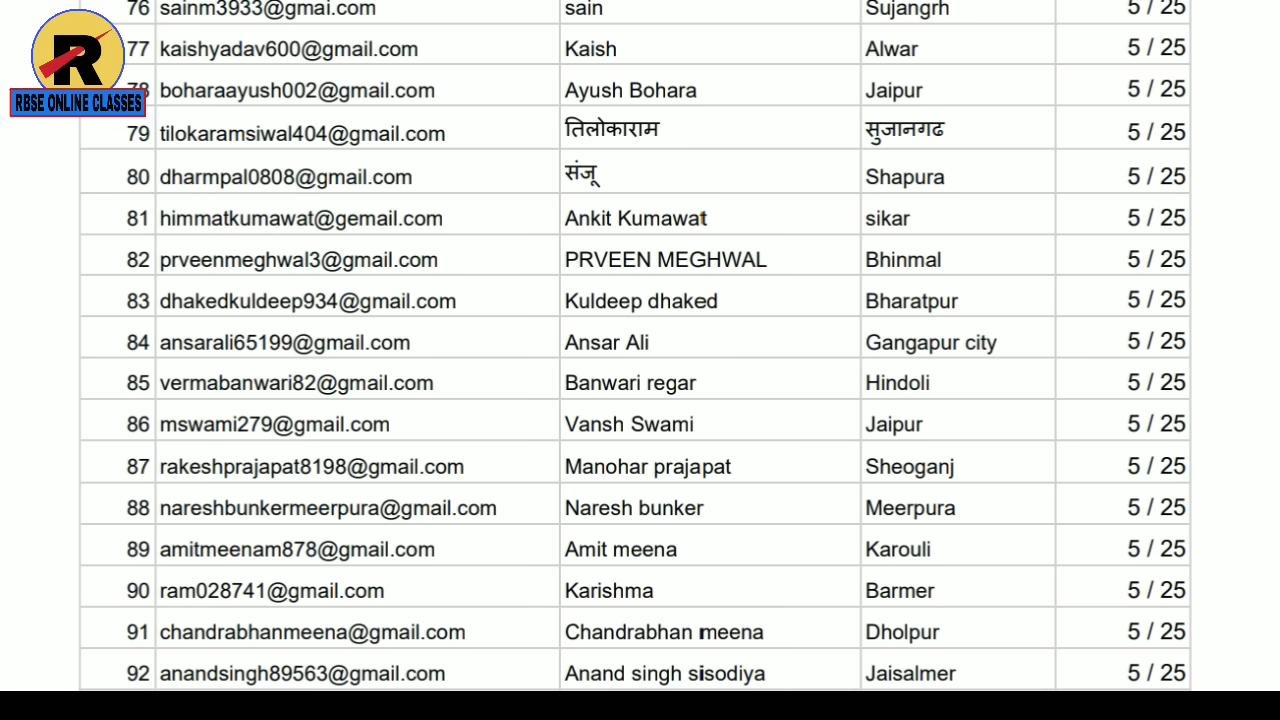 76 sainm3933@gmai.com sain Sujangrh 5 / 25
77 kaishyadav600@gmail.com Kaish Alwar 5 / 25
78 boharaayush002@gmail.com Ayush Bohara Jaipur 5 / 25
RBSE ONLINE CLASSES
79 tilokaramsiwal404@gmail.com तिलोकाराम सुजानगढ 5 / 25
80 dharmpal0808@gmail.com संजू Shapura 5 / 25
81 himmatkumawat@gemail.com Ankit Kumawat sikar 5 / 25
82 prveenmeghwal3@gmail.com PRVEEN MEGHWAL Bhinmal 5 / 25
83 dhakedkuldeep934@gmail.com Kuldeep dhaked Bharatpur 5 / 25
84 ansarali65199@gmail.com Ansar Ali Gangapur city 5 / 25
85 vermabanwari82@gmail.com Banwari regar Hindoli 5 / 25
86 mswami279@gmail.com Vansh Swami Jaipur 5 / 25
87 rakeshprajapat8198@gmail.com Manohar prajapat Sheoganj 5 / 25
88 nareshbunkermeerpura@gmail.com Naresh bunker Meerpura 5 / 25
89 amitmeenam878@gmail.com Amit meena Karouli 5 / 25
90 ram028741@gmail.com Karishma Barmer 5 / 25
91 chandrabhanmeena@gmail.com Chandrabhan meena Dholpur 5 / 25
92 anandsingh89563@gmail.com Anand singh sisodiya Jaisalmer 5 / 25